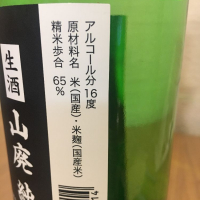 アルコール分16度
原材料名 米(国産)・米麹(国産米)
精米歩合 65%
生酒
山廃純